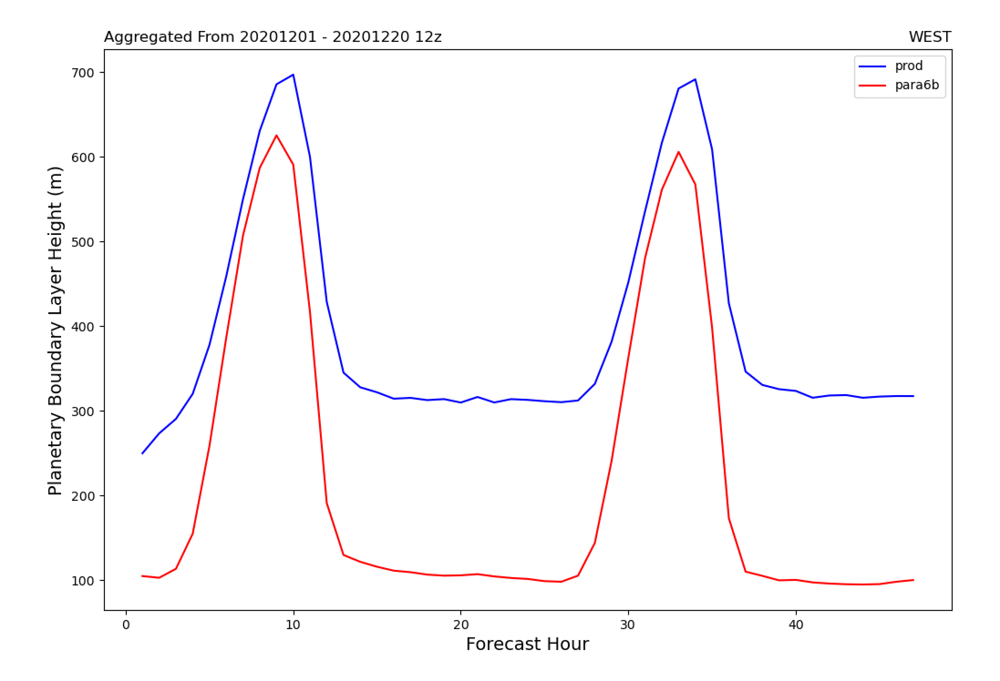 Aggregated From 20201201 - 20201220 12z
WEST
prod
para6b
700
600
500
400
300
200
100
Planetary Boundary Layer Height (m)
0 10 20 30 40
Forecast Hour